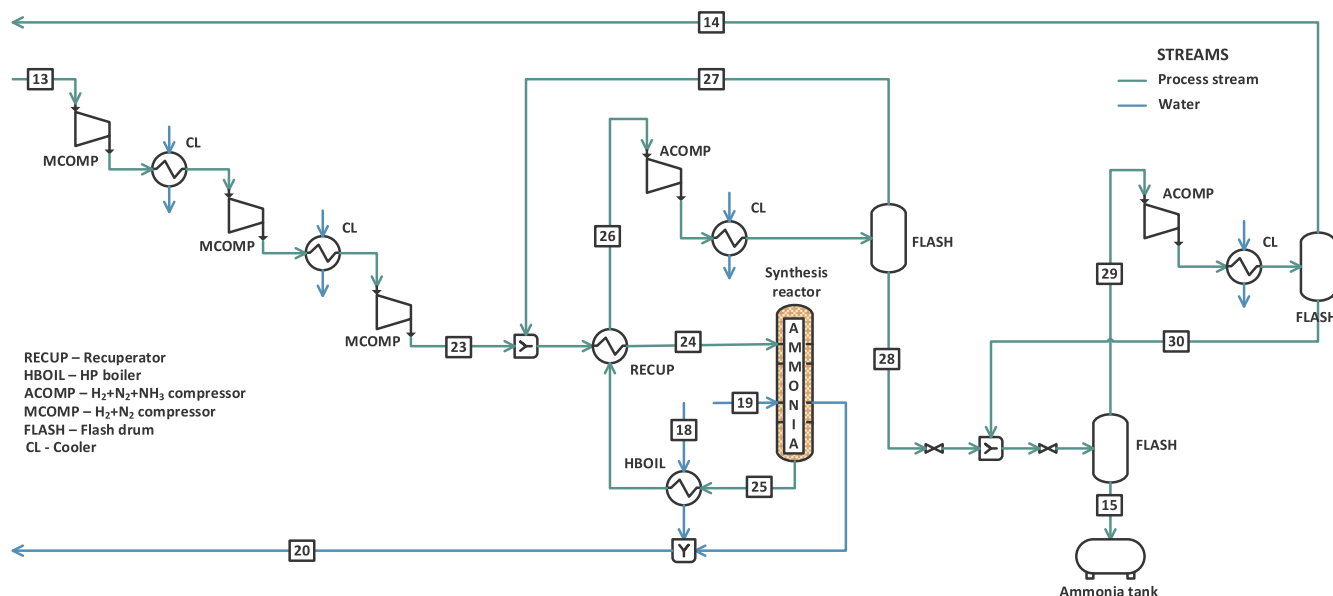 14
STREAMS
Process stream
Water
13
27
MCOMP
CL
ACOMP
CL
MCOMP
CL
26
FLASH
ACOMP
CL
29
FLASH
Synthesis
reactor
MCOMP
23
RECUP
24
AMMONIA
28
30
RECUP – Recuperator
HBOIL – HP boiler
ACOMP – H₂+N₂+NH₃ compressor
MCOMP – H₂+N₂ compressor
FLASH – Flash drum
CL - Cooler
19
18
HBOIL
25
FLASH
15
20
Y
Y
Y
Ammonia tank